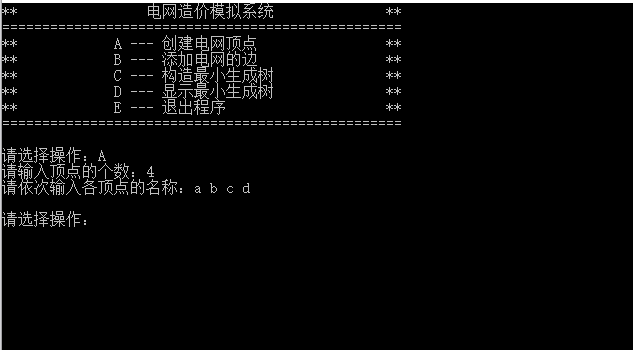 **                电网造价模拟系统              **
==================================================
**            A --- 创建电网顶点                **
**            B --- 添加电网的边                **
**            C --- 构造最小生成树              **
**            D --- 显示最小生成树              **
**            E --- 退出程序                    **
==================================================
请选择操作：A
请输入顶点的个数：4
请依次输入各顶点的名称：a b c d
请选择操作：